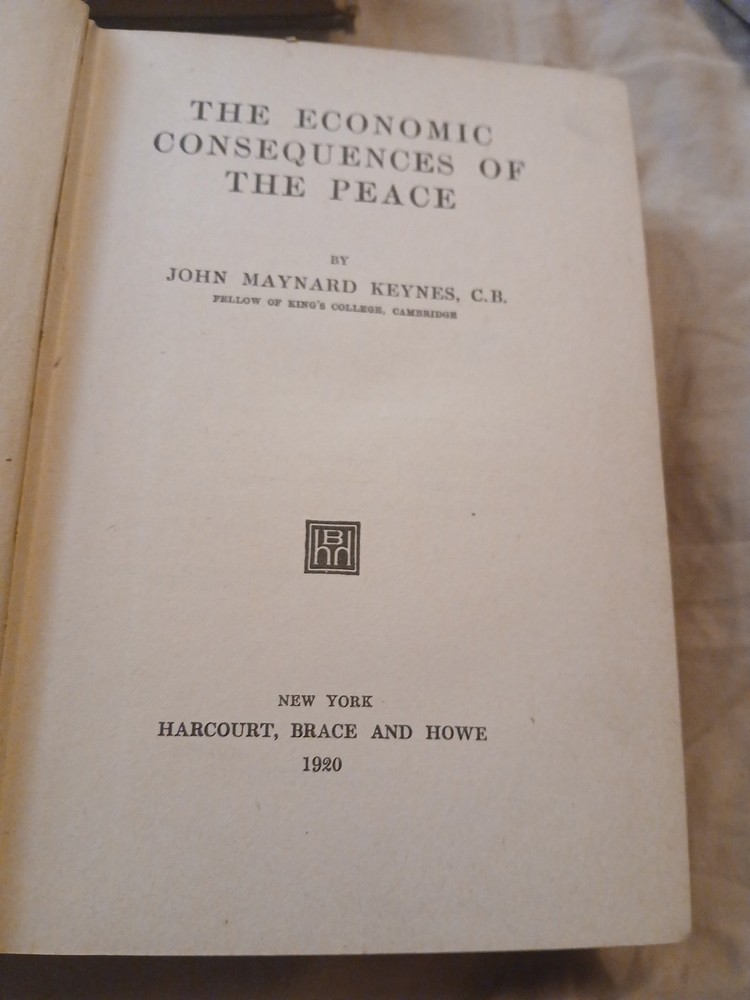 THE ECONOMIC
CONSEQUENCES OF
THE PEACE
BY
JOHN MAYNARD KEYNES, C.B.
FELLOW OF KING'S COLLEGE, CAMBRIDGE
HBH
NEW YORK
HARCOURT, BRACE AND HOWE
1920